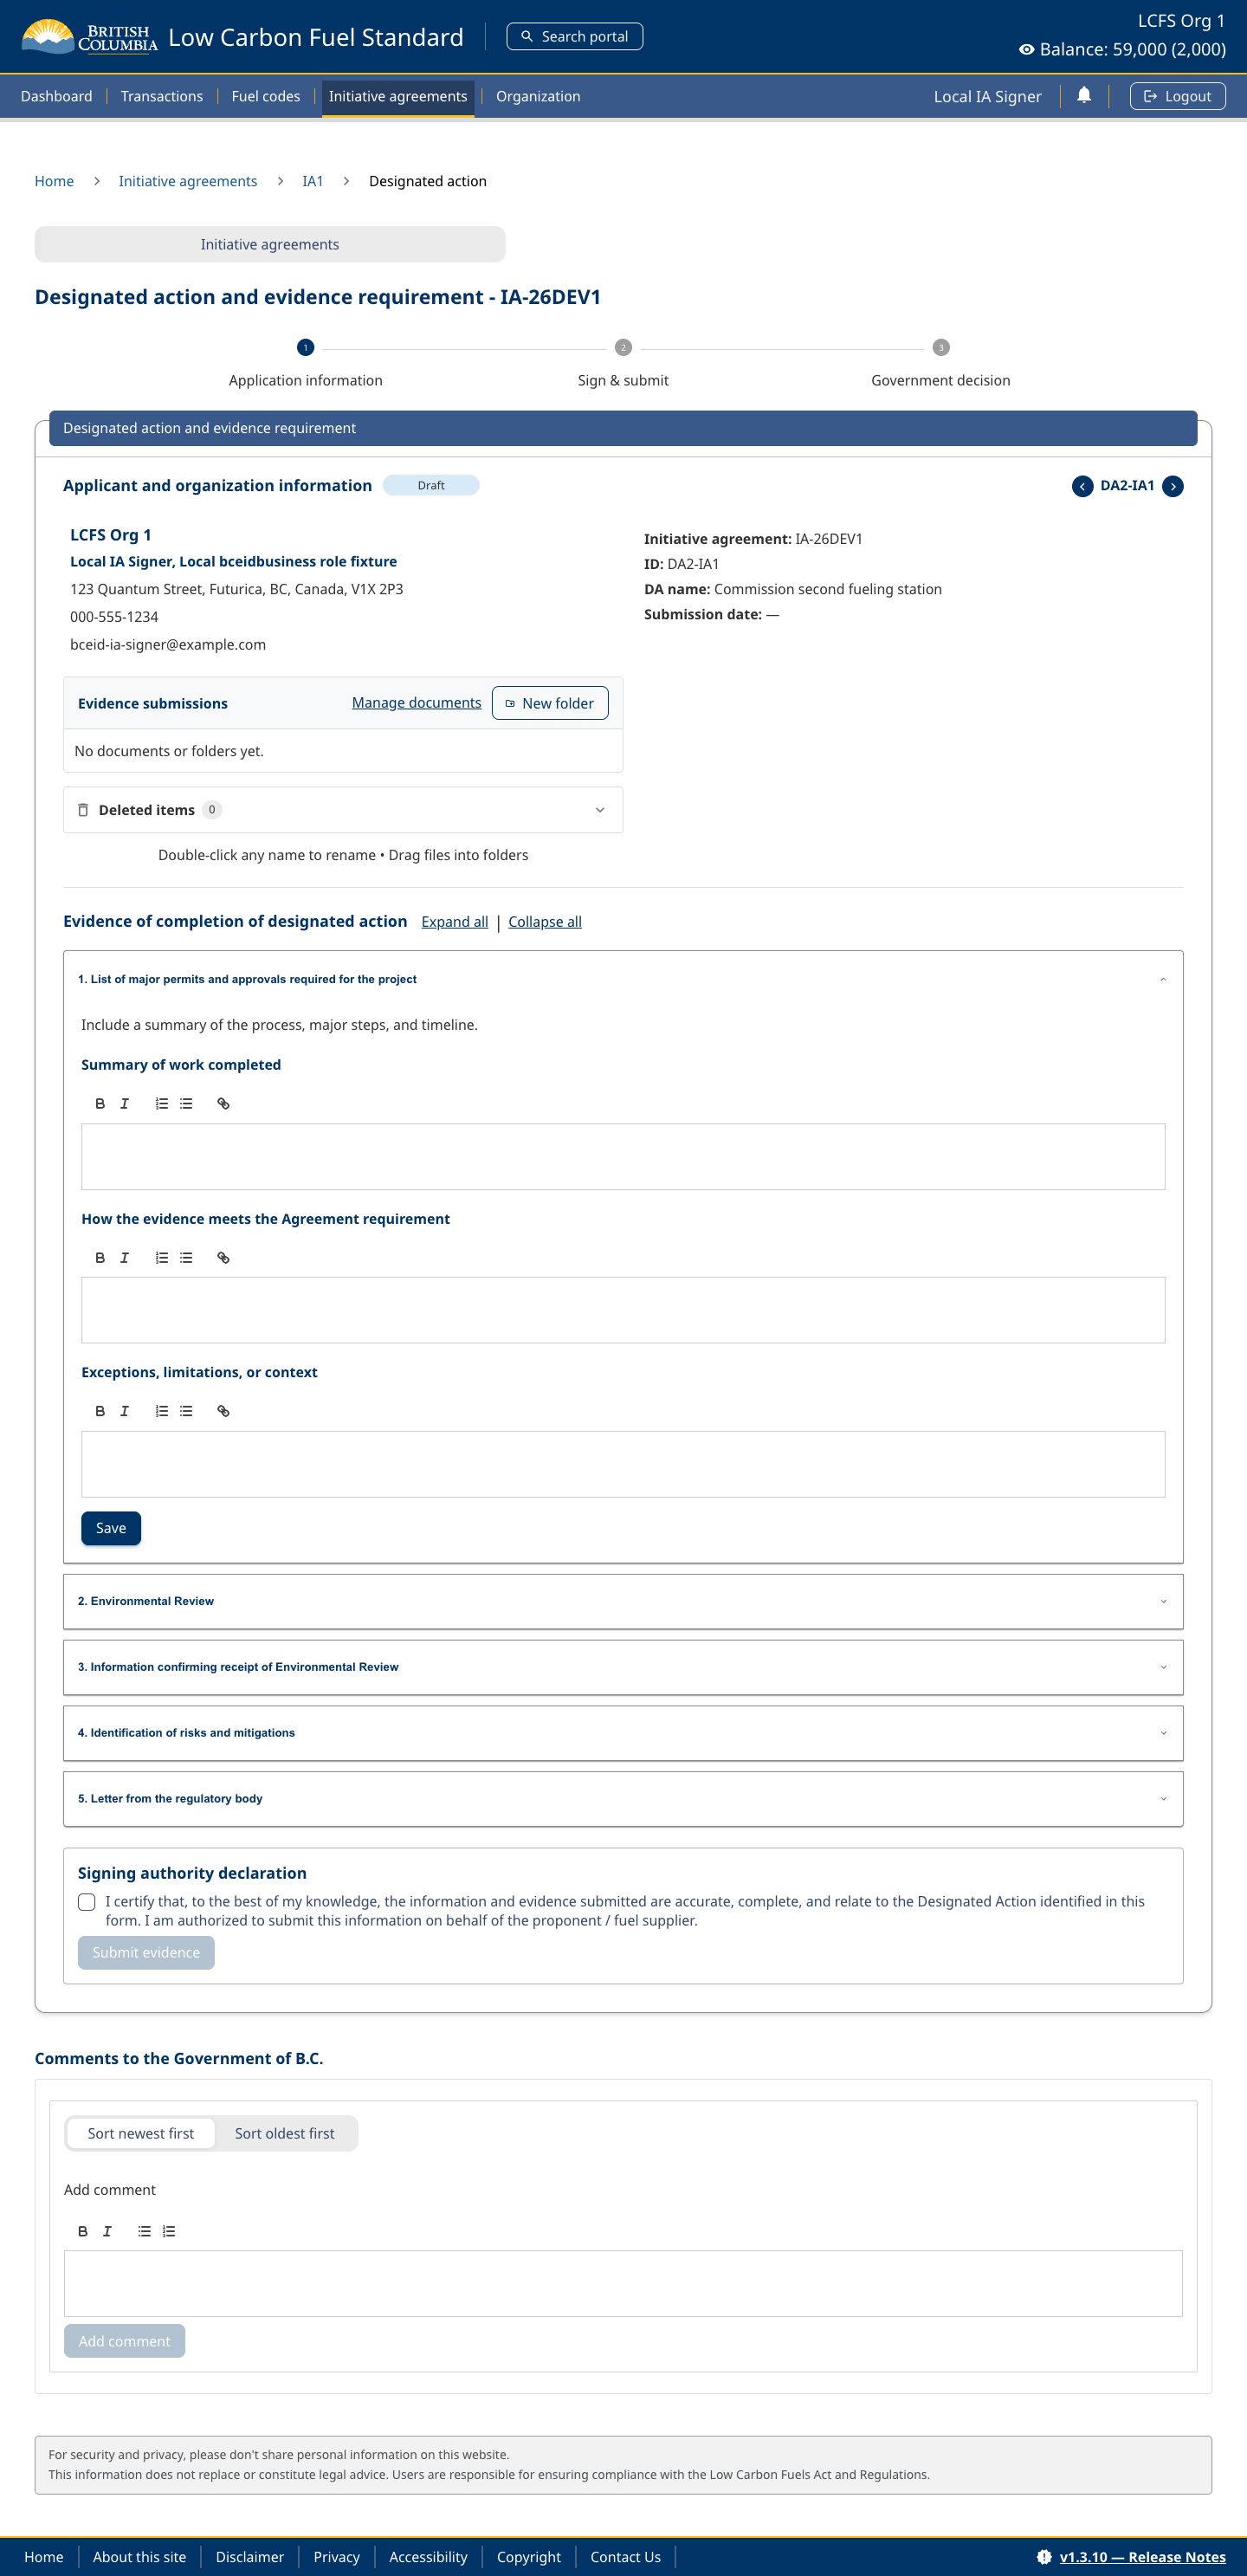 BRITISH
COLUMBIA
Low Carbon Fuel Standard
Search portal
LCFS Org 1
Balance: 59,000 (2,000)
Dashboard
Transactions
Fuel codes
Initiative agreements
Organization
Local IA Signer
Logout
Home
Initiative agreements
IA1
Designated action
Initiative agreements
Designated action and evidence requirement - IA-26DEV1
1
2
3
Application information
Sign & submit
Government decision
Designated action and evidence requirement
Applicant and organization information
Draft
DA2-IA1
LCFS Org 1
Local IA Signer, Local bceidbusiness role fixture
123 Quantum Street, Futurica, BC, Canada, V1X 2P3
000-555-1234
bceid-ia-signer@example.com
Initiative agreement: IA-26DEV1
ID: DA2-IA1
DA name: Commission second fueling station
Submission date: —
Evidence submissions
Manage documents
New folder
No documents or folders yet.
Deleted items
0
Double-click any name to rename • Drag files into folders
Evidence of completion of designated action
Expand all | Collapse all
1. List of major permits and approvals required for the project
Include a summary of the process, major steps, and timeline.
Summary of work completed
How the evidence meets the Agreement requirement
Exceptions, limitations, or context
Save
2. Environmental Review
3. Information confirming receipt of Environmental Review
4. Identification of risks and mitigations
5. Letter from the regulatory body
Signing authority declaration
I certify that, to the best of my knowledge, the information and evidence submitted are accurate, complete, and relate to the Designated Action identified in this
form. I am authorized to submit this information on behalf of the proponent / fuel supplier.
Submit evidence
Comments to the Government of B.C.
Sort newest first
Sort oldest first
Add comment
Add comment
For security and privacy, please don't share personal information on this website.
This information does not replace or constitute legal advice. Users are responsible for ensuring compliance with the Low Carbon Fuels Act and Regulations.
Home
About this site
Disclaimer
Privacy
Accessibility
Copyright
Contact Us
v1.3.10 — Release Notes